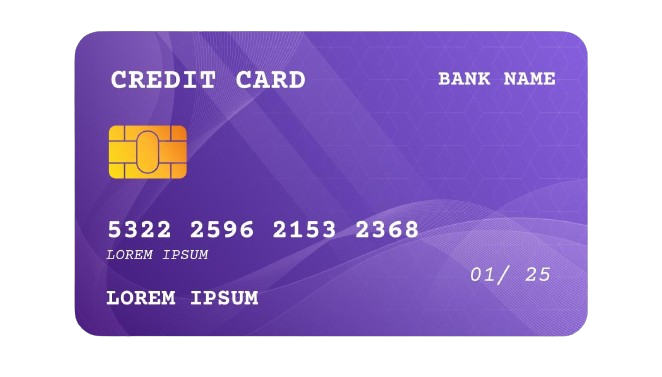 CREDIT CARD
BANK NAME
5322 2596 2153 2368
LOREM IPSUM
01/ 25
LOREM IPSUM